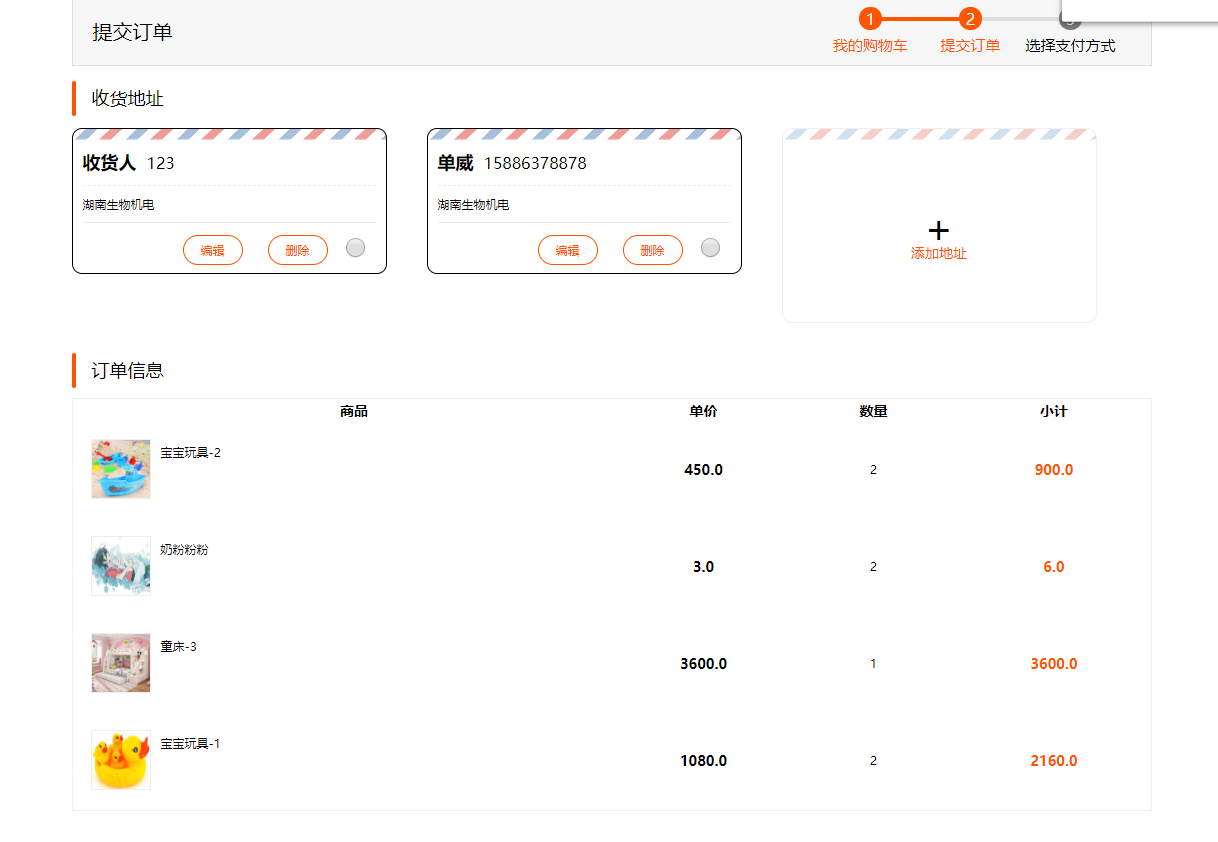 提交订单
1 2 3
我的购物车 提交订单 选择支付方式
收货地址
收货人 123
湖南生物机电
编辑 删除
单威 15886378878
湖南生物机电
编辑 删除
添加地址
订单信息
商品 单价 数量 小计
宝宝玩具-2 450.0 2 900.0
奶粉粉粉 3.0 2 6.0
童床-3 3600.0 1 3600.0
宝宝玩具-1 1080.0 2 2160.0